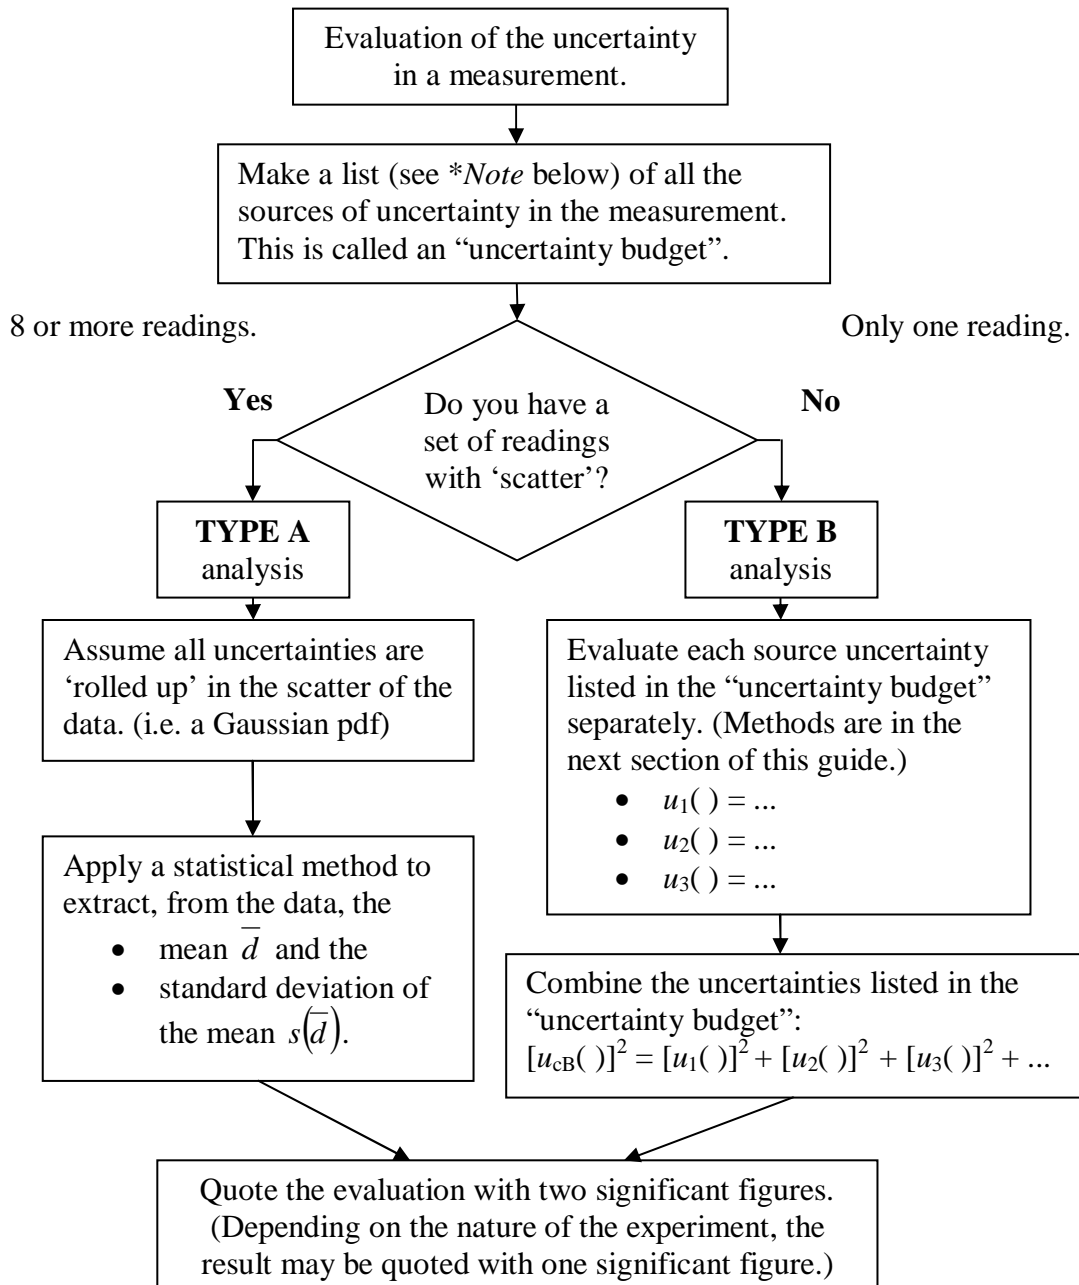 Evaluation of the uncertainty
in a measurement.
Make a list (see *Note below) of all the
sources of uncertainty in the measurement.
This is called an “uncertainty budget”.
8 or more readings.
Only one reading.
Yes
No
Do you have a
set of readings
with ‘scatter’?
TYPE A
analysis
TYPE B
analysis
Assume all uncertainties are
‘rolled up’ in the scatter of the
data. (i.e. a Gaussian pdf)
Apply a statistical method to
extract, from the data, the
• mean d̅ and the
• standard deviation of
the mean s(d̅).
Evaluate each source uncertainty
listed in the “uncertainty budget”
separately. (Methods are in the
next section of this guide.)
• u₁( ) = ...
• u₂( ) = ...
• u₃( ) = ...
Combine the uncertainties listed in the
“uncertainty budget”:
[u_cB( )]² = [u₁( )]² + [u₂( )]² + [u₃( )]² + ...
Quote the evaluation with two significant figures.
(Depending on the nature of the experiment, the
result may be quoted with one significant figure.)